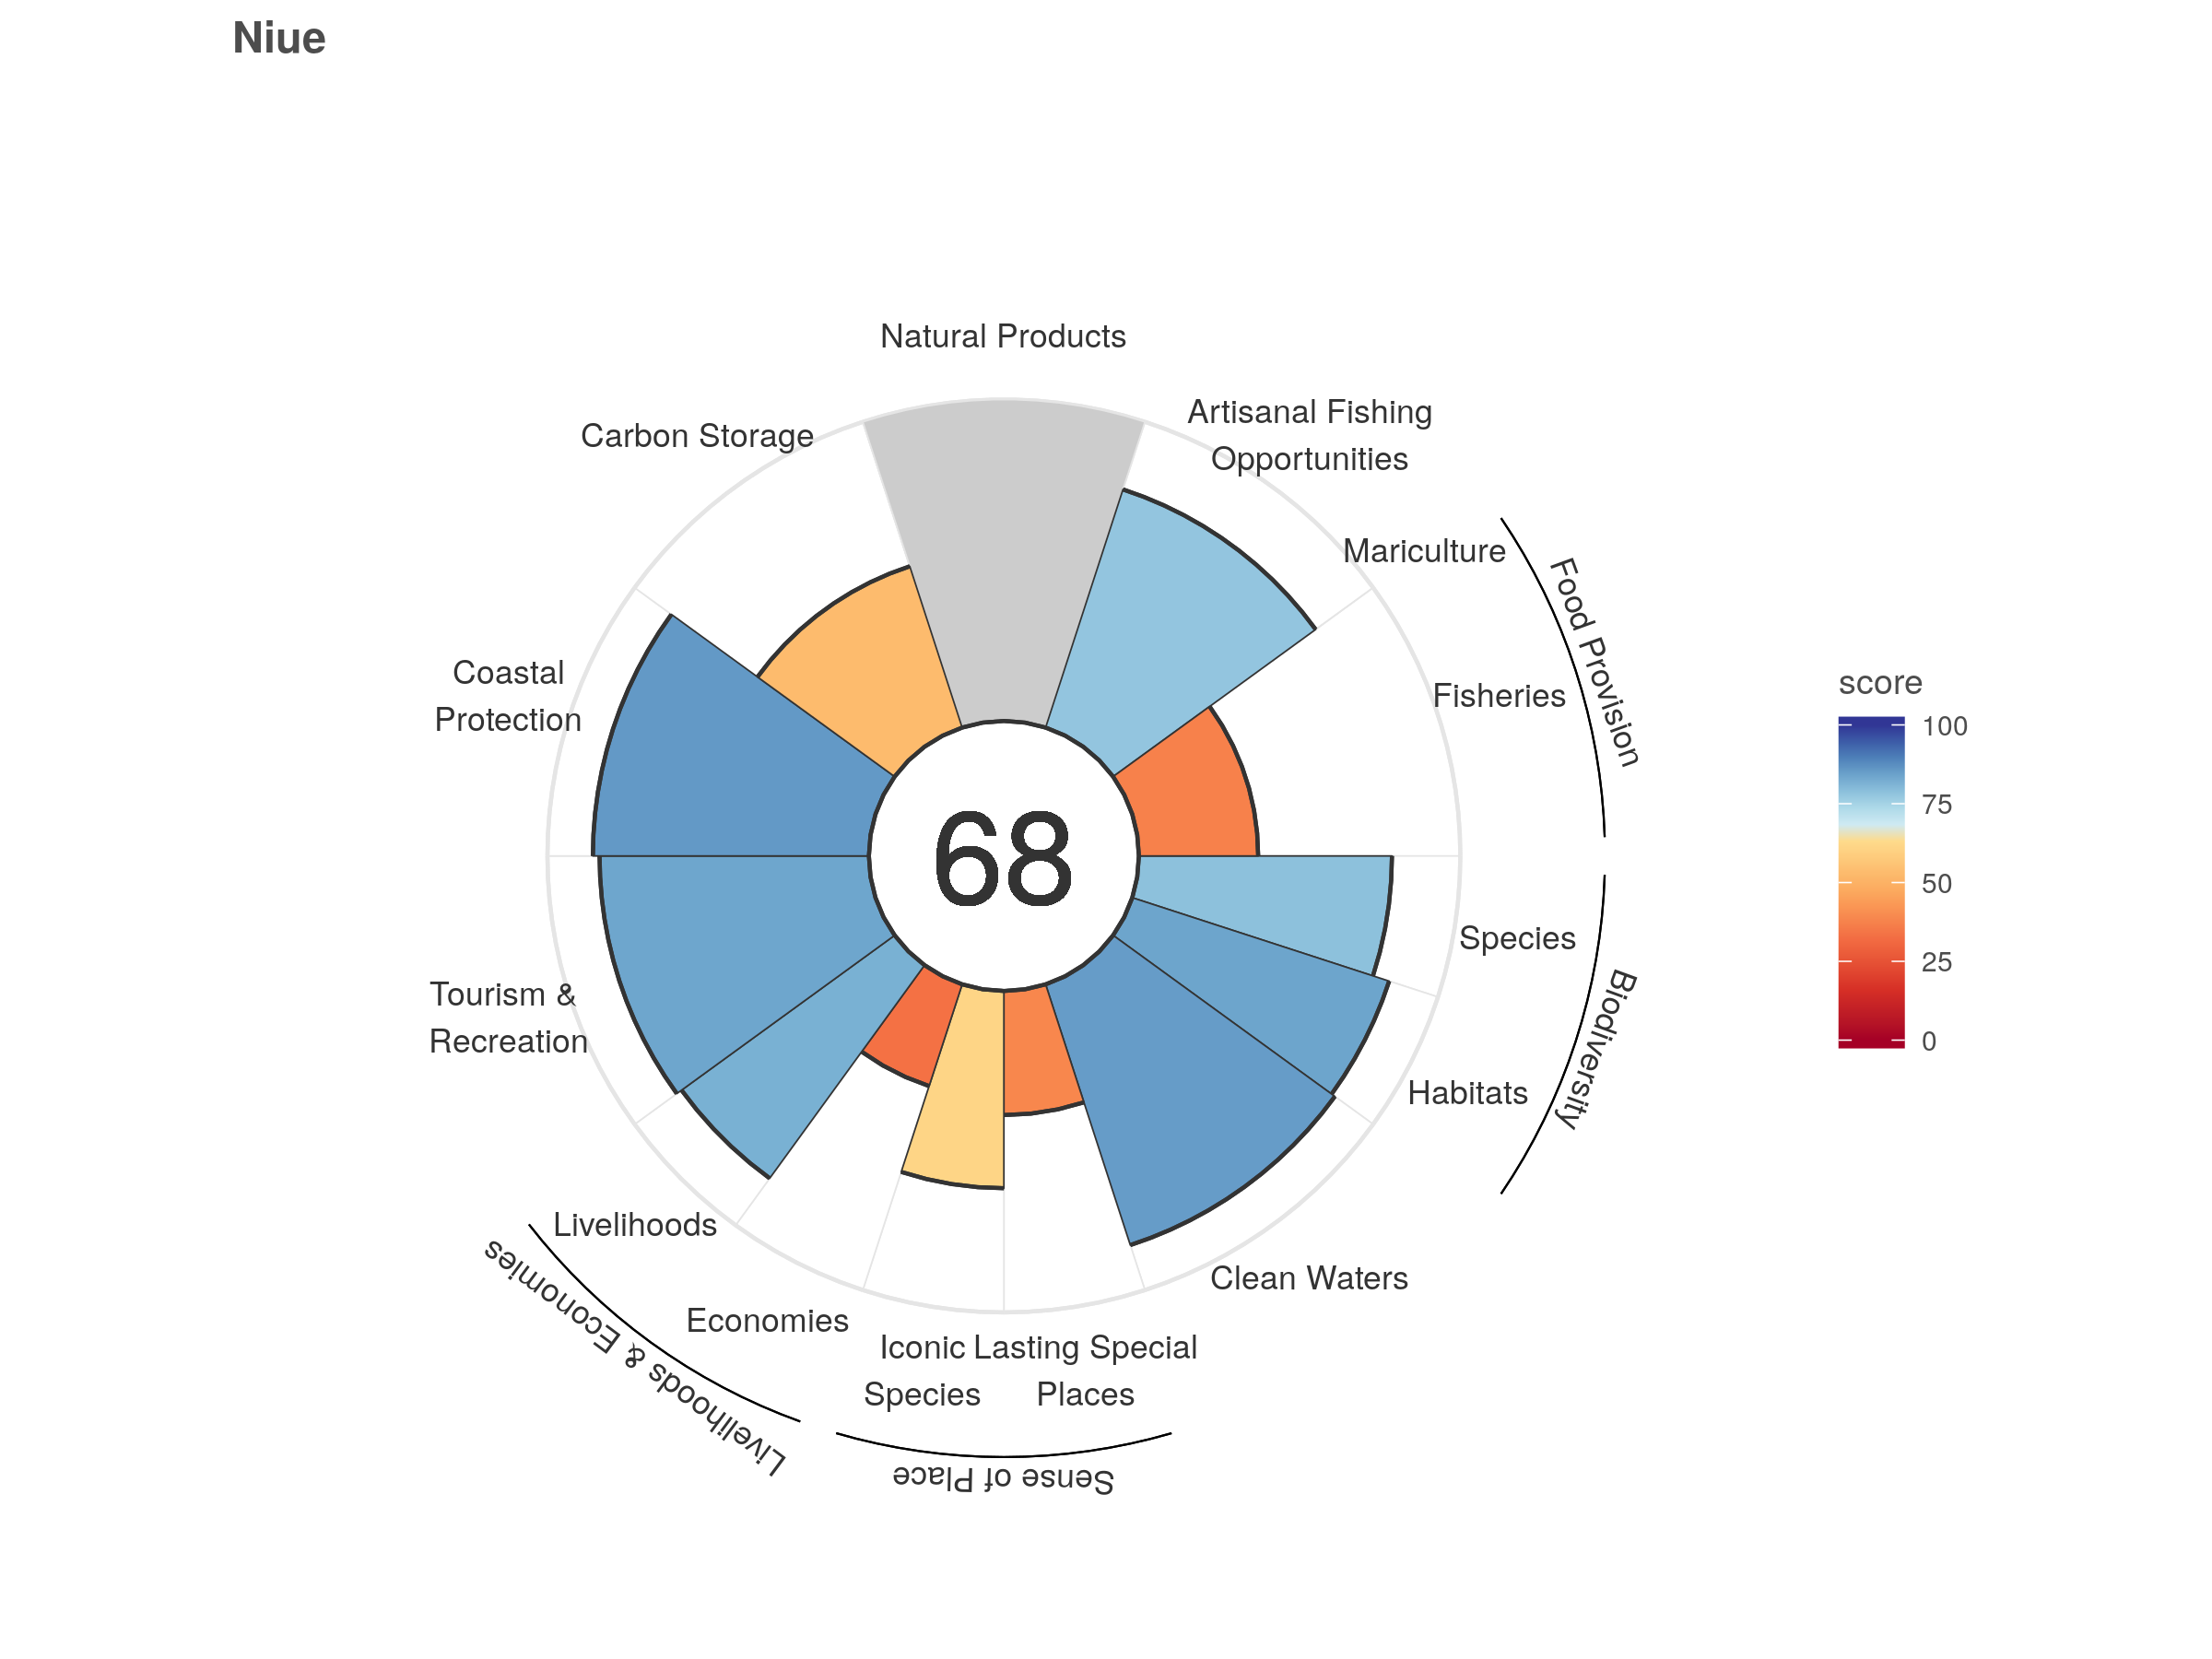 Niue
Natural Products
Artisanal Fishing
Opportunities
Carbon Storage
Mariculture
Food Provision
Fisheries
Coastal
Protection
68
score
100
75
50
25
0
Species
Biodiversity
Habitats
Tourism &
Recreation
Livelihoods
Livelihoods & Economies
Clean Waters
Economies
Iconic
Species
Lasting Special
Places
Sense of Place